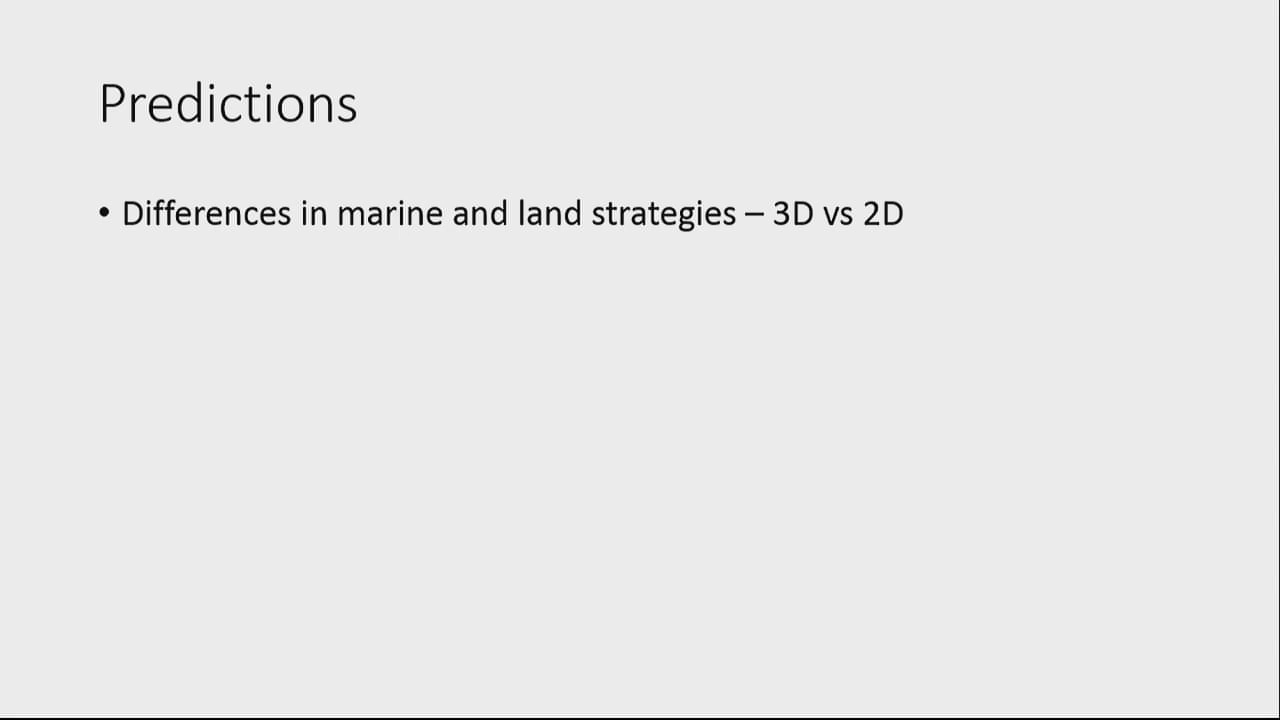 Predictions
• Differences in marine and land strategies – 3D vs 2D